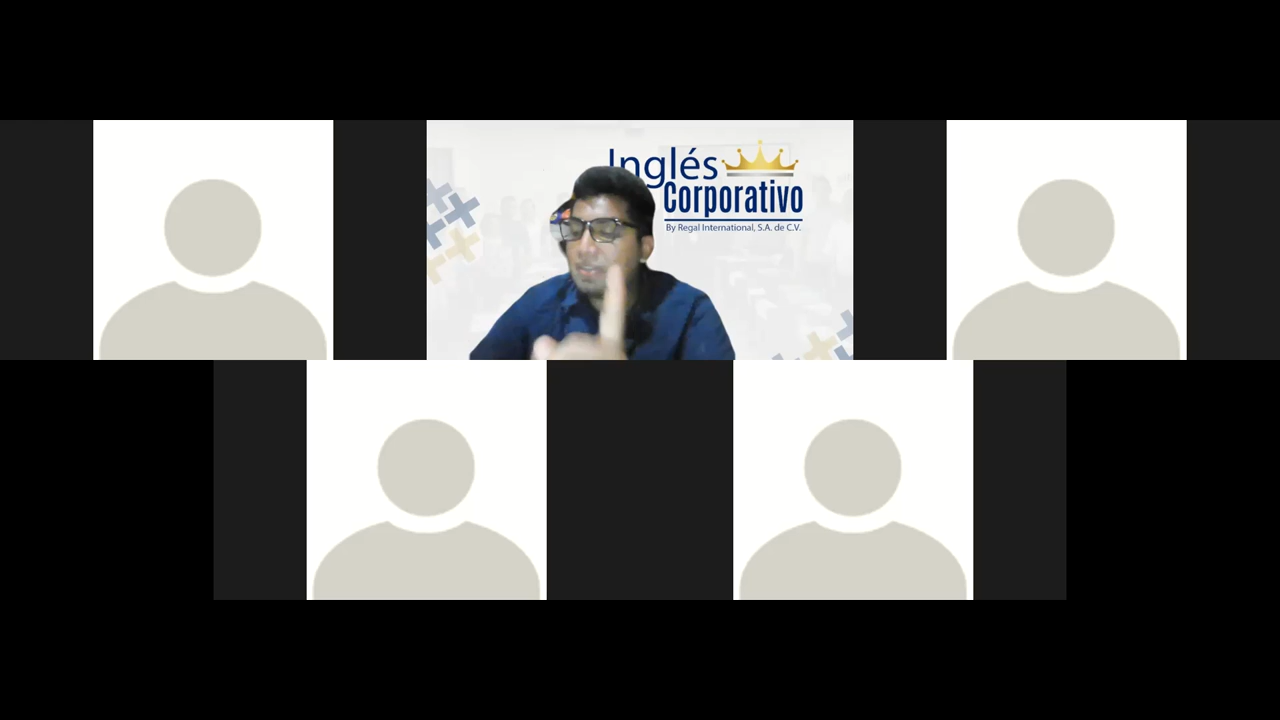 Inglés
Corporativo
By Regal International, S.A. de C.V.